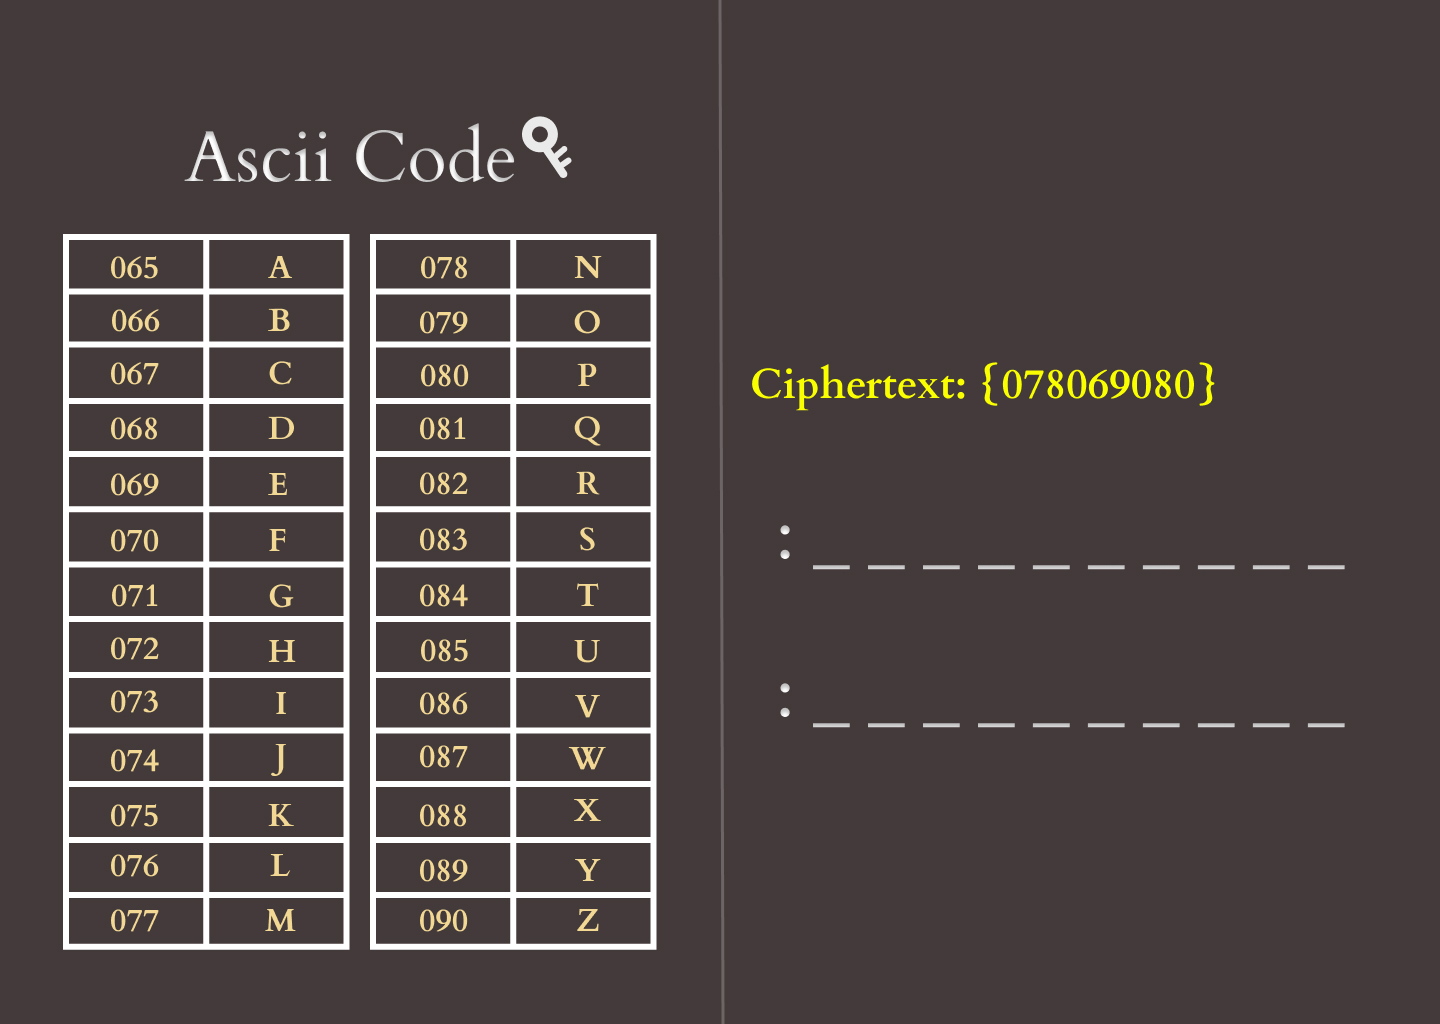 Ascii Code
065 A 078 N
066 B 079 O
067 C 080 P
068 D 081 Q
069 E 082 R
070 F 083 S
071 G 084 T
072 H 085 U
073 I 086 V
074 J 087 W
075 K 088 X
076 L 089 Y
077 M 090 Z
Ciphertext: {078069080}
: _ _ _ _ _ _ _ _ _ _
: _ _ _ _ _ _ _ _ _ _